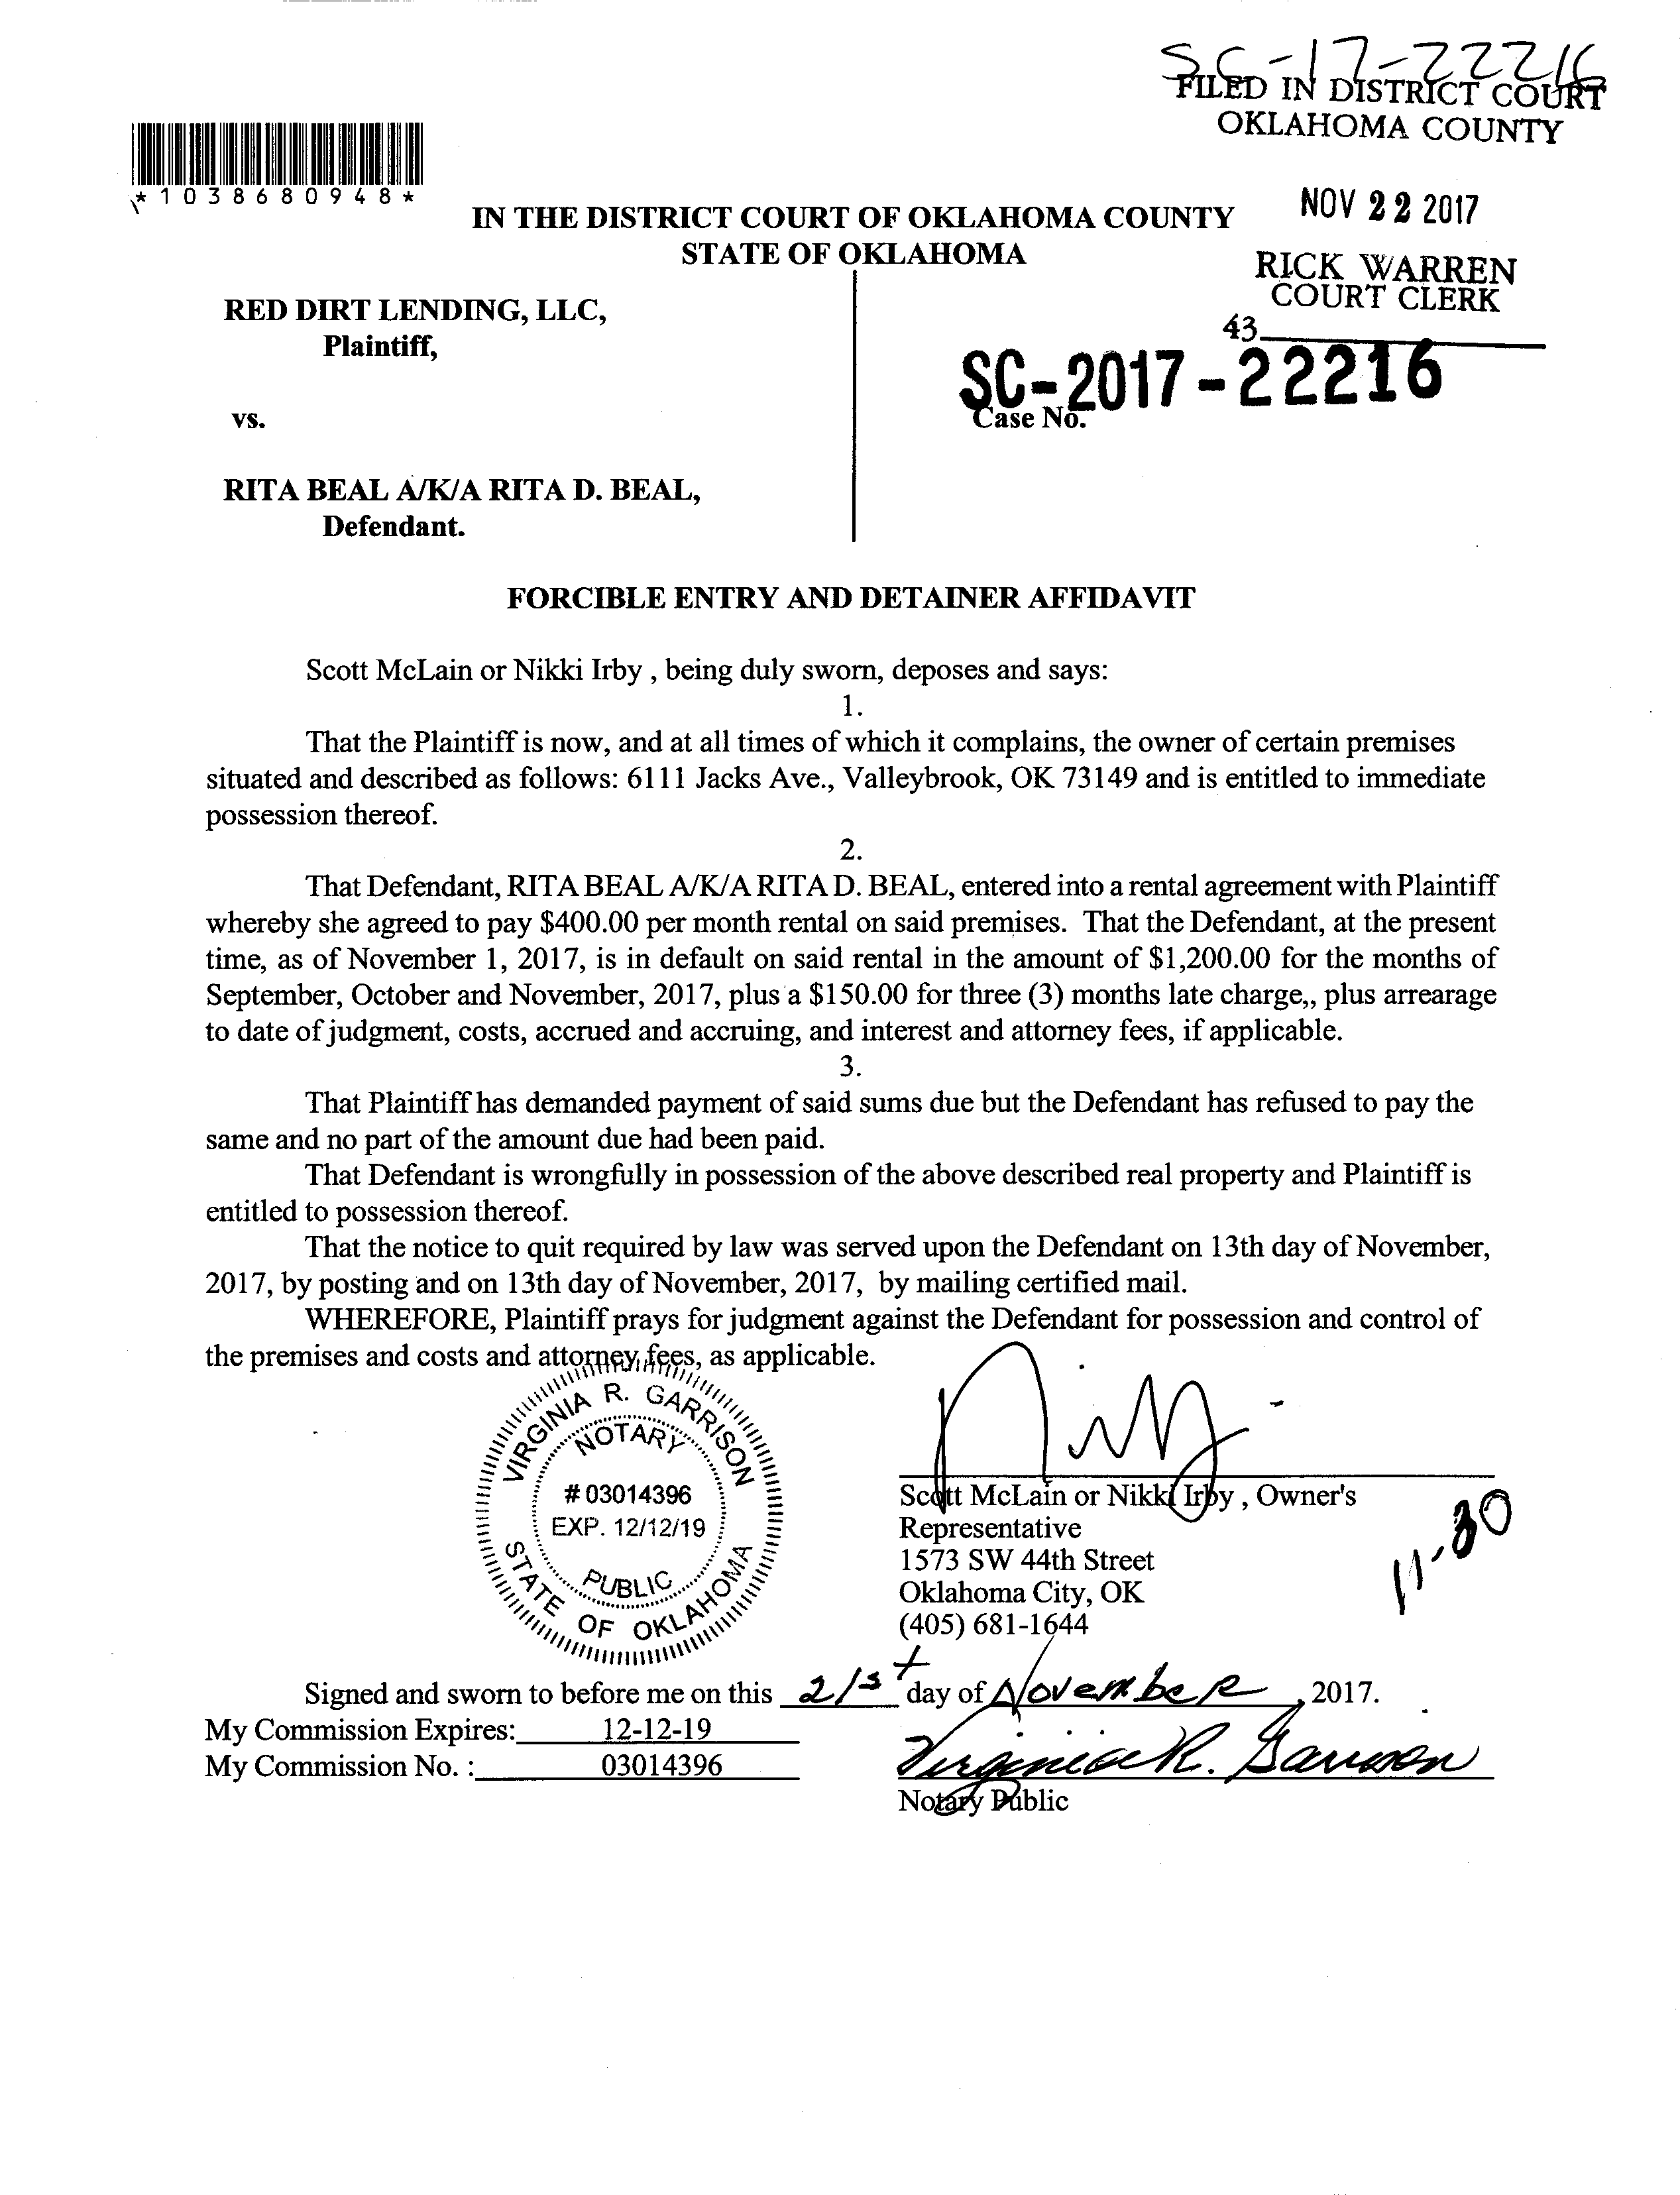 SC-17-22216
FILED IN DISTRICT COURT
OKLAHOMA COUNTY
*1038680948*
NOV 22 2017
IN THE DISTRICT COURT OF OKLAHOMA COUNTY
STATE OF OKLAHOMA
RICK WARREN
COURT CLERK
43
RED DIRT LENDING, LLC,
Plaintiff,
SC-2017-22216
vs.
Case No.
RITA BEAL A/K/A RITA D. BEAL,
Defendant.
FORCIBLE ENTRY AND DETAINER AFFIDAVIT
Scott McLain or Nikki Irby , being duly sworn, deposes and says:
1.
That the Plaintiff is now, and at all times of which it complains, the owner of certain premises
situated and described as follows: 6111 Jacks Ave., Valleybrook, OK 73149 and is entitled to immediate
possession thereof.
2.
That Defendant, RITA BEAL A/K/A RITA D. BEAL, entered into a rental agreement with Plaintiff
whereby she agreed to pay $400.00 per month rental on said premises. That the Defendant, at the present
time, as of November 1, 2017, is in default on said rental in the amount of $1,200.00 for the months of
September, October and November, 2017, plus a $150.00 for three (3) months late charge,, plus arrearage
to date of judgment, costs, accrued and accruing, and interest and attorney fees, if applicable.
3.
That Plaintiff has demanded payment of said sums due but the Defendant has refused to pay the
same and no part of the amount due had been paid.
That Defendant is wrongfully in possession of the above described real property and Plaintiff is
entitled to possession thereof.
That the notice to quit required by law was served upon the Defendant on 13th day of November,
2017, by posting and on 13th day of November, 2017, by mailing certified mail.
WHEREFORE, Plaintiff prays for judgment against the Defendant for possession and control of
the premises and costs and attorney fees, as applicable.
VIRGINIA R. GARRISON
NOTARY
# 03014396
EXP. 12/12/19
PUBLIC
STATE OF OKLAHOMA
Scott McLain or Nikki Irby , Owner's
Representative
1573 SW 44th Street
Oklahoma City, OK
(405) 681-1644
11-30
Signed and sworn to before me on this 21st day of November, 2017.
My Commission Expires: 12-12-19
My Commission No. : 03014396
Virginia R. Garrison
Notary Public